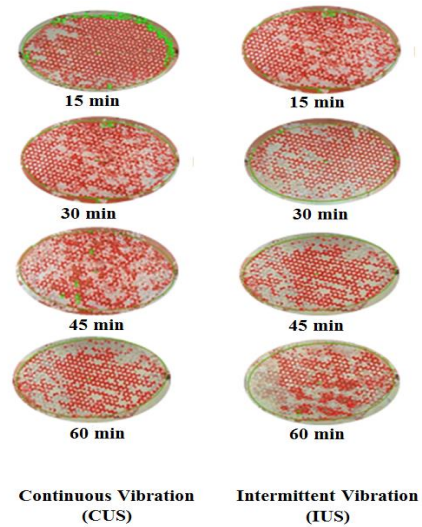 15 min
15 min
30 min
30 min
45 min
45 min
60 min
60 min
Continuous Vibration
(CUS)
Intermittent Vibration
(IUS)